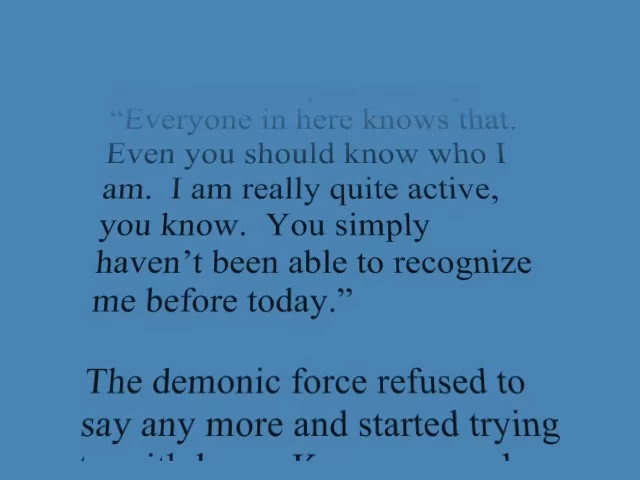 “Everyone in here knows that.
Even you should know who I
am.  I am really quite active,
you know.  You simply
haven’t been able to recognize
me before today.”
The demonic force refused to
say any more and started trying